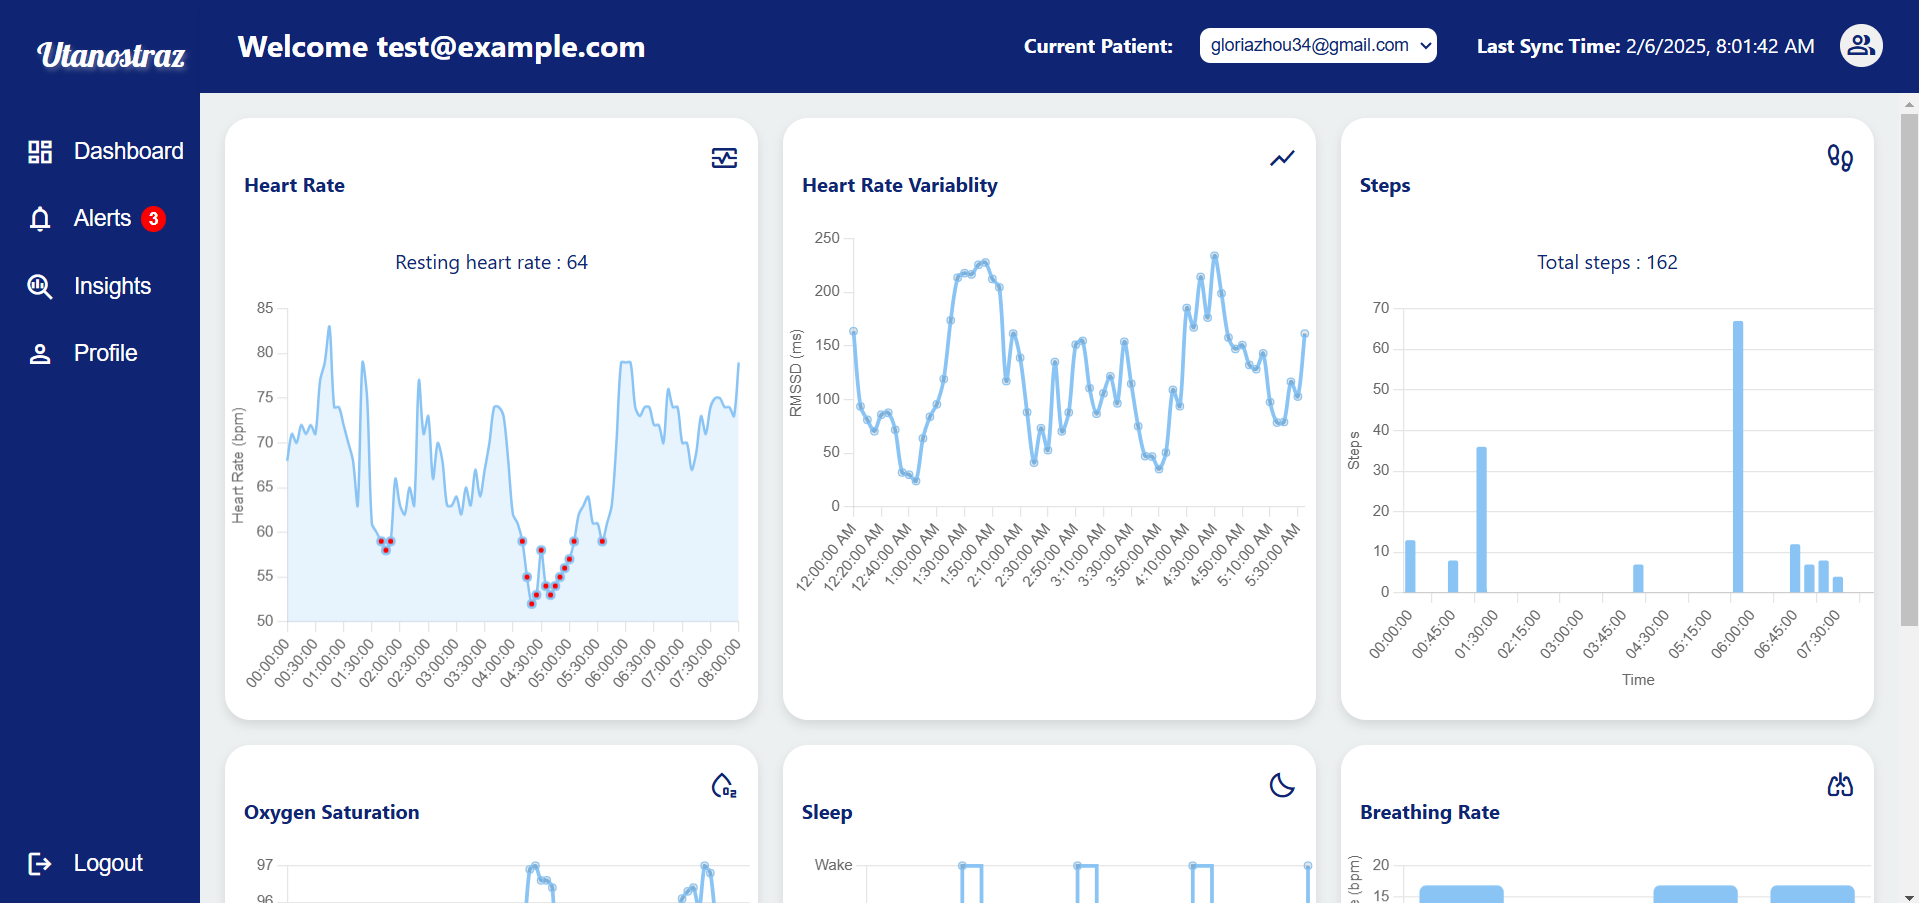 Utanostraz
Welcome test@example.com
Current Patient:
gloriazhou34@gmail.com
Last Sync Time: 2/6/2025, 8:01:42 AM
Dashboard
Alerts 3
Insights
Profile
Logout
Heart Rate
Resting heart rate : 64
Heart Rate (bpm)
85
80
75
70
65
60
55
50
00:00:00
00:30:00
01:00:00
01:30:00
02:00:00
02:30:00
03:00:00
03:30:00
04:00:00
04:30:00
05:00:00
05:30:00
06:00:00
06:30:00
07:00:00
07:30:00
08:00:00
Heart Rate Variablity
RMSSD (ms)
250
200
150
100
50
0
12:00:00 AM
12:20:00 AM
12:40:00 AM
1:00:00 AM
1:30:00 AM
1:50:00 AM
2:10:00 AM
2:30:00 AM
2:50:00 AM
3:10:00 AM
3:30:00 AM
3:50:00 AM
4:10:00 AM
4:30:00 AM
4:50:00 AM
5:10:00 AM
5:30:00 AM
Steps
Total steps : 162
Steps
70
60
50
40
30
20
10
0
00:00:00
00:45:00
01:30:00
02:15:00
03:00:00
03:45:00
04:30:00
05:15:00
06:00:00
06:45:00
07:30:00
Time
Oxygen Saturation
O2
97
96
Sleep
Wake
Breathing Rate
(bpm)
20
15